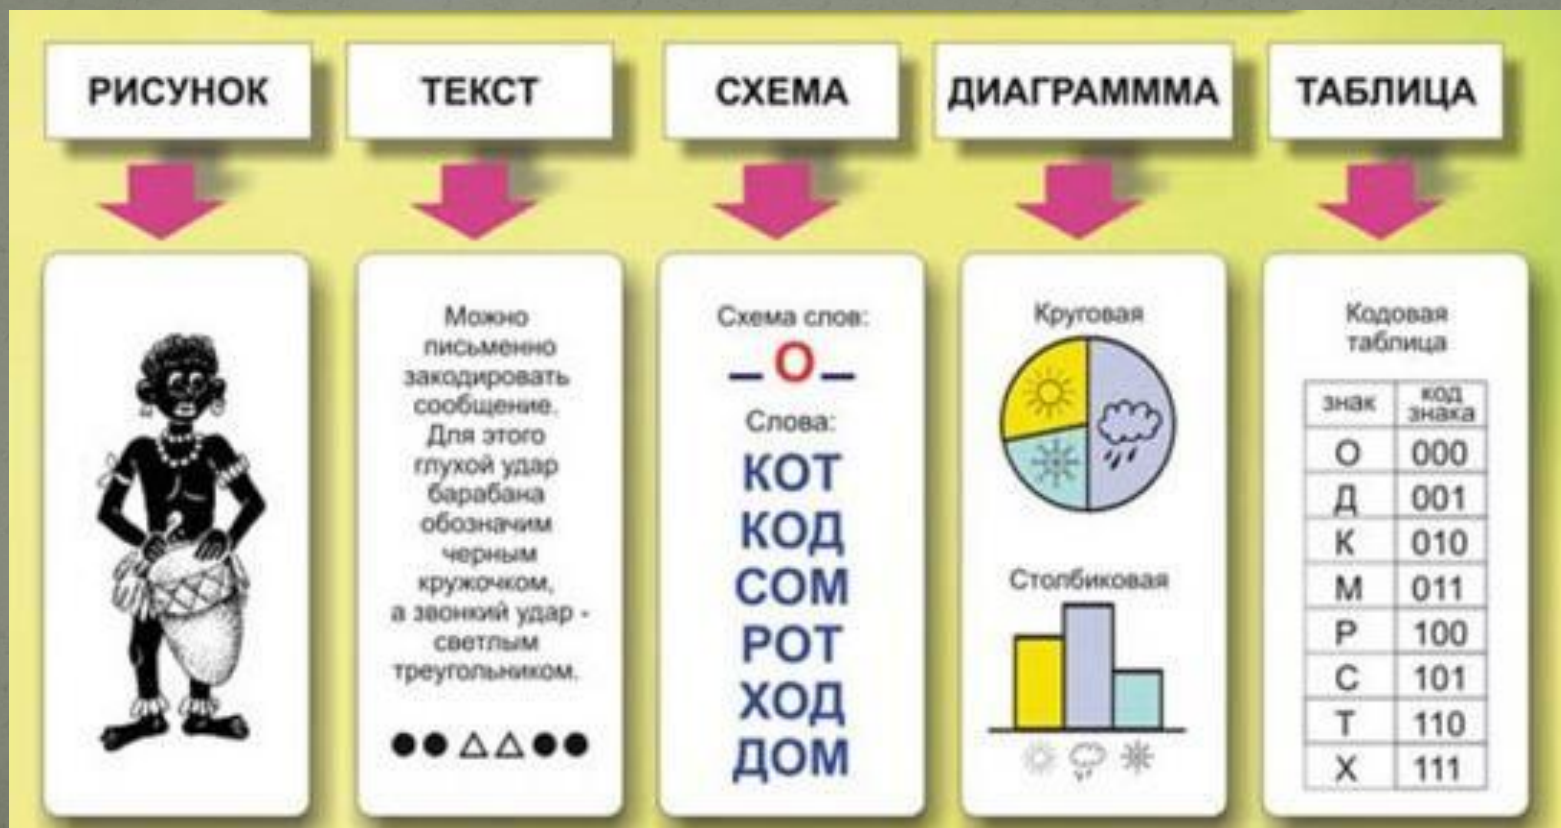 РИСУНОК
ТЕКСТ
СХЕМА
ДИАГРАМММА
ТАБЛИЦА
Можно
письменно
закодировать
сообщение.
Для этого
глухой удар
барабана
обозначим
черным
кружочком,
а звонкий удар -
светлым
треугольником.
Схема слов:
_ О _
Слова:
КОТ
КОД
СОМ
РОТ
ХОД
ДОМ
Круговая
Столбиковая
Кодовая
таблица
знак код знака
О 000
Д 001
К 010
М 011
Р 100
С 101
Т 110
Х 111